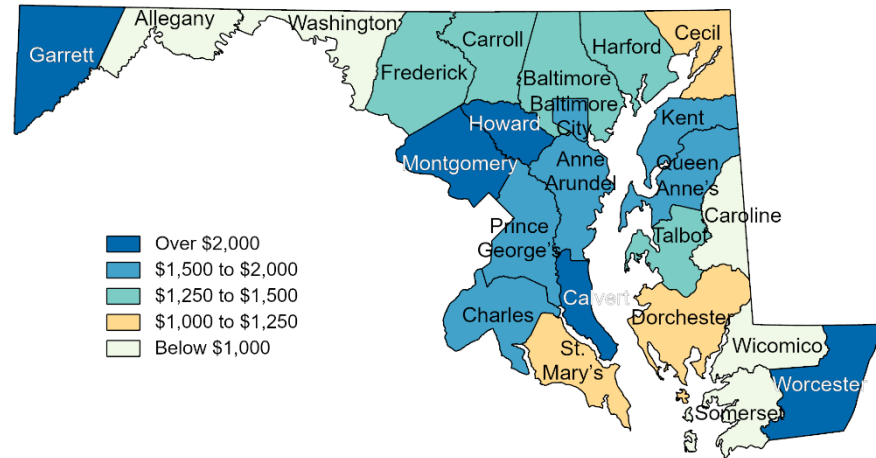 Allegany
Washington
Garrett
Carroll
Harford
Cecil
Frederick
Baltimore
Baltimore
City
Howard
Kent
Montgomery
Anne
Arundel
Queen
Anne's
Caroline
Prince
George's
Talbot
Over $2,000
$1,500 to $2,000
$1,250 to $1,500
$1,000 to $1,250
Below $1,000
Charles
Calvert
Dorchester
St.
Mary's
Wicomico
Worcester
Somerset